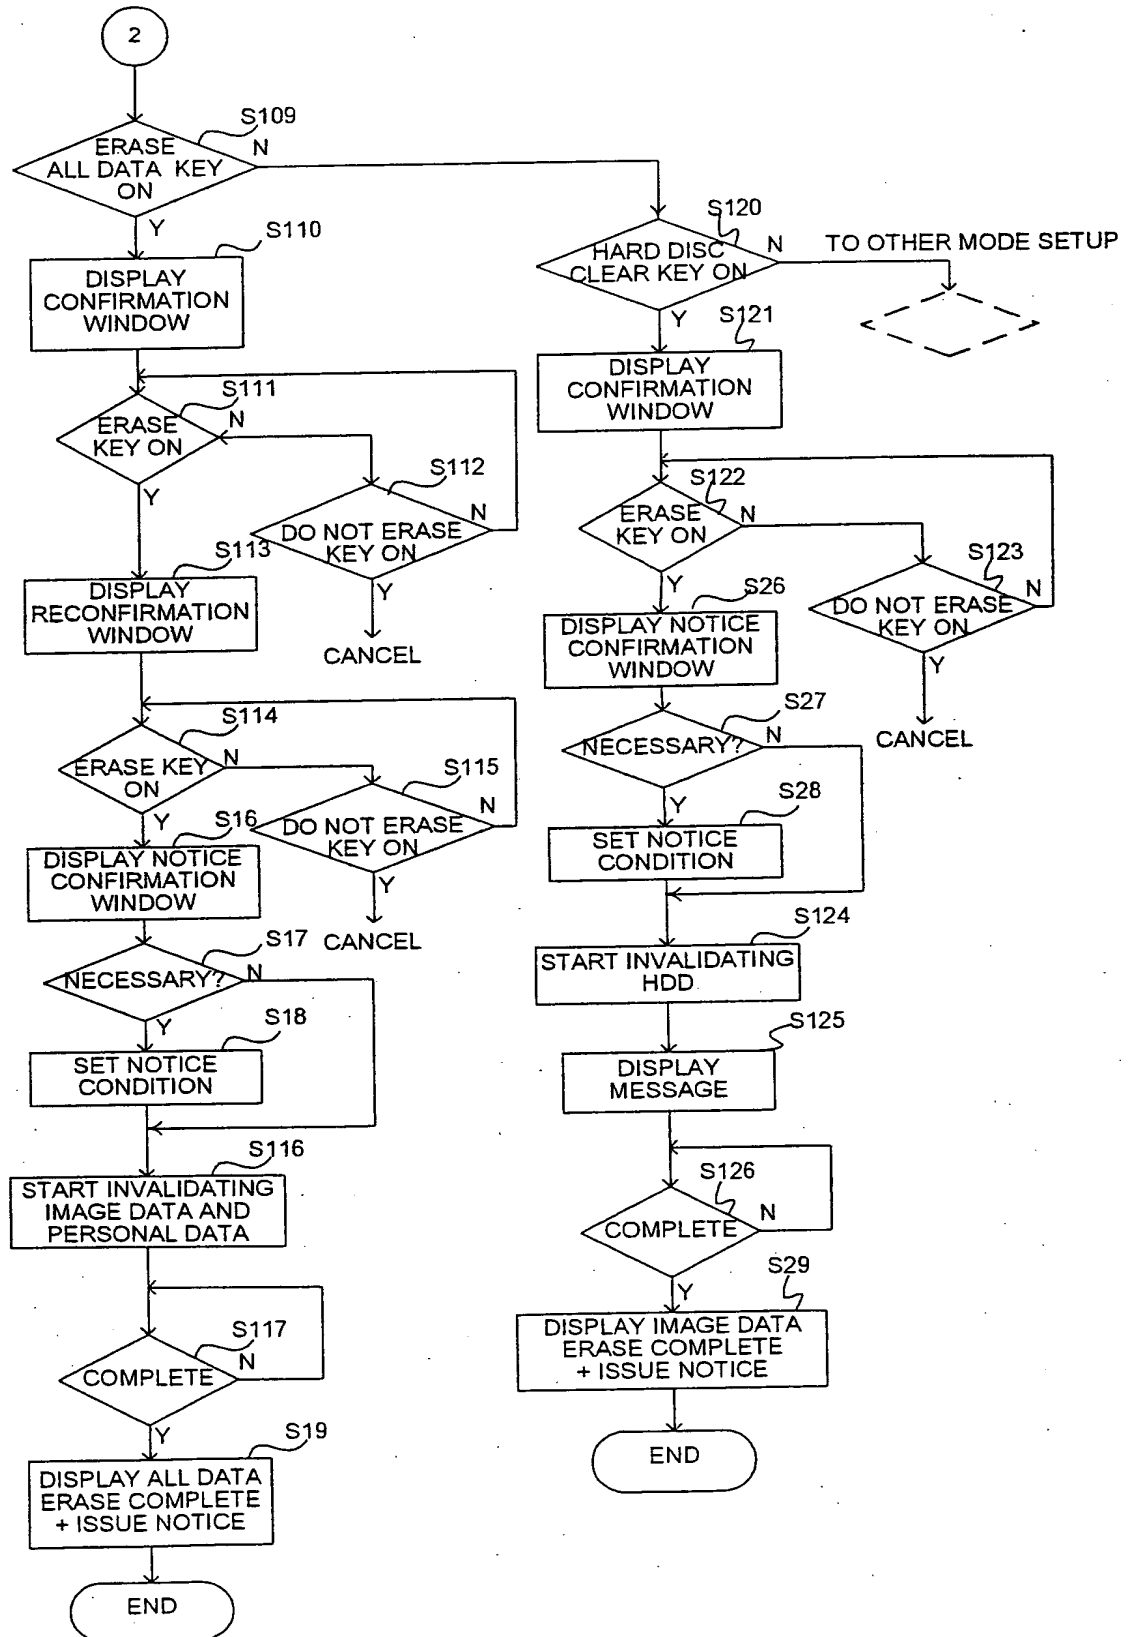 2
S109
ERASE
ALL DATA KEY
ON
N
Y
S110
DISPLAY
CONFIRMATION
WINDOW
S111
ERASE
KEY ON
N
Y
S112
DO NOT ERASE
KEY ON
N
Y
CANCEL
S113
DISPLAY
RECONFIRMATION
WINDOW
S114
ERASE KEY
ON
N
Y
S115
DO NOT ERASE
KEY ON
N
Y
CANCEL
S16
DISPLAY NOTICE
CONFIRMATION
WINDOW
S17
NECESSARY?
N
Y
S18
SET NOTICE
CONDITION
S116
START INVALIDATING
IMAGE DATA AND
PERSONAL DATA
S117
COMPLETE
N
Y
S19
DISPLAY ALL DATA
ERASE COMPLETE
+ ISSUE NOTICE
END
S120
HARD DISC
CLEAR KEY ON
N
Y
TO OTHER MODE SETUP
S121
DISPLAY
CONFIRMATION
WINDOW
S122
ERASE
KEY ON
N
Y
S123
DO NOT ERASE
KEY ON
N
Y
CANCEL
S26
DISPLAY NOTICE
CONFIRMATION
WINDOW
S27
NECESSARY?
N
Y
S28
SET NOTICE
CONDITION
S124
START INVALIDATING
HDD
S125
DISPLAY
MESSAGE
S126
COMPLETE
N
Y
S29
DISPLAY IMAGE DATA
ERASE COMPLETE
+ ISSUE NOTICE
END